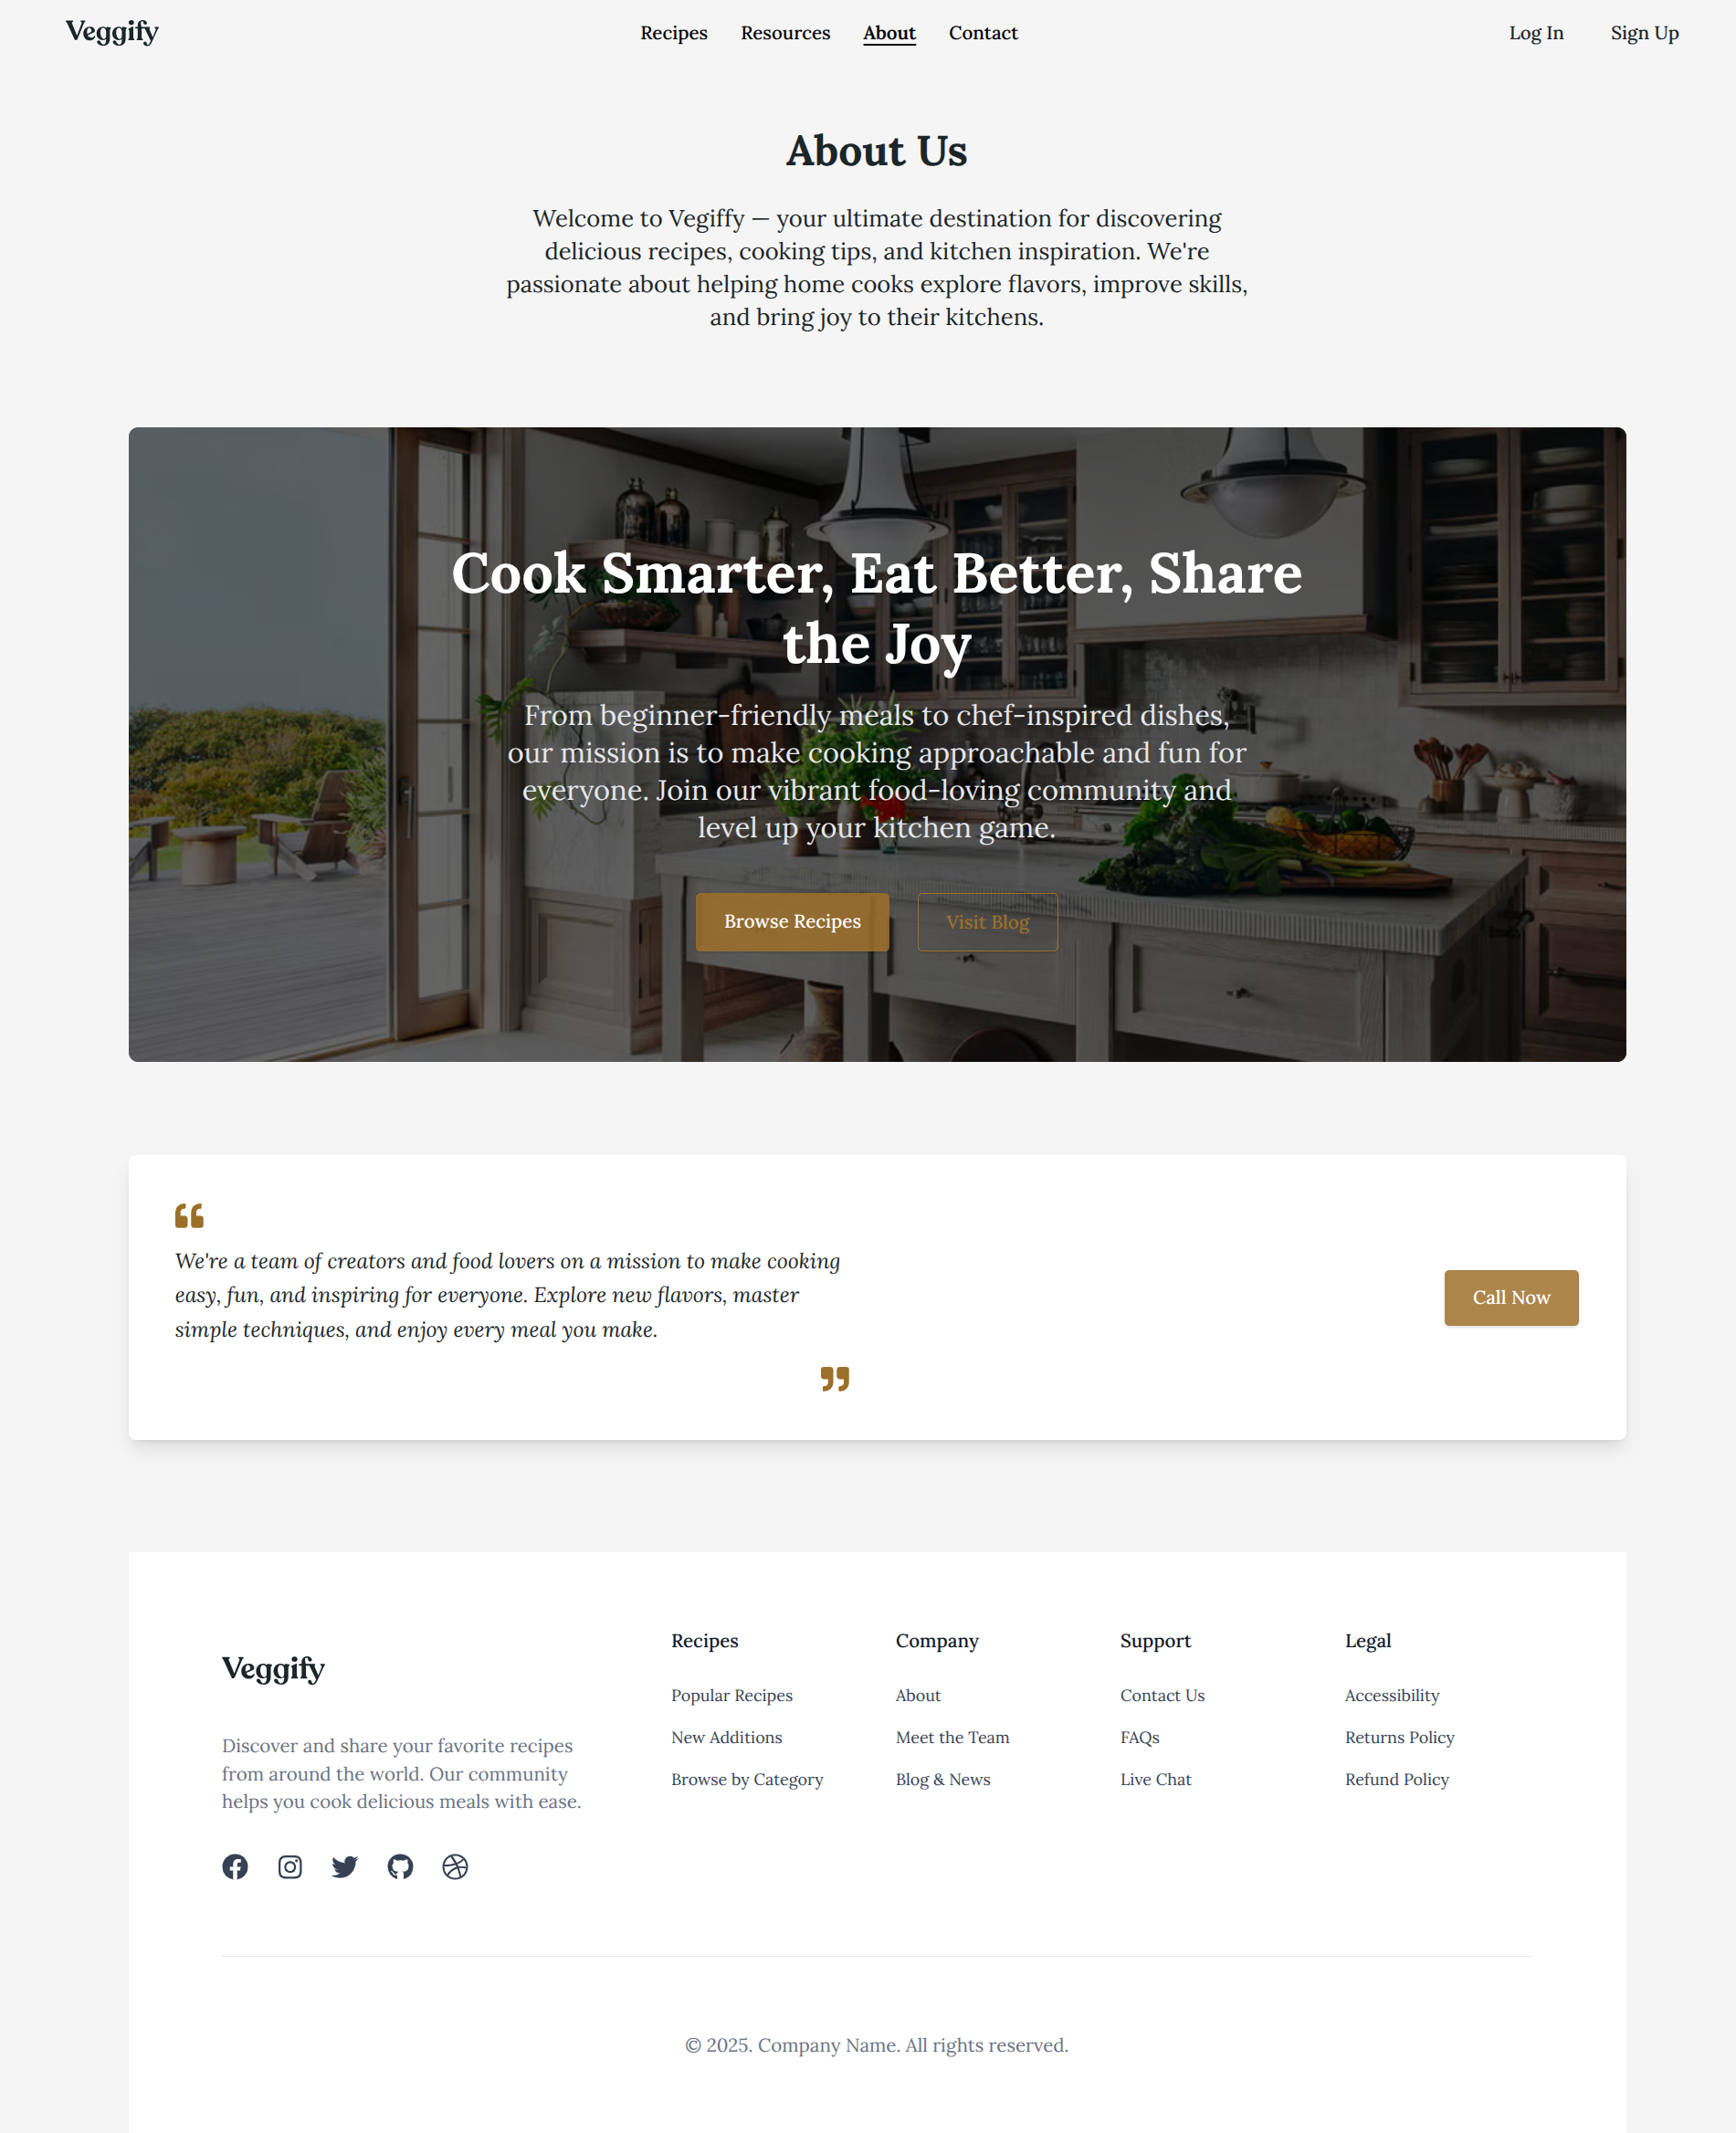 Veggify
Recipes Resources About Contact
Log In Sign Up
About Us
Welcome to Vegiffy — your ultimate destination for discovering
delicious recipes, cooking tips, and kitchen inspiration. We're
passionate about helping home cooks explore flavors, improve skills,
and bring joy to their kitchens.
Cook Smarter, Eat Better, Share
the Joy
From beginner-friendly meals to chef-inspired dishes,
our mission is to make cooking approachable and fun for
everyone. Join our vibrant food-loving community and
level up your kitchen game.
Browse Recipes
Visit Blog
❝
We're a team of creators and food lovers on a mission to make cooking
easy, fun, and inspiring for everyone. Explore new flavors, master
simple techniques, and enjoy every meal you make.
❞
Call Now
Veggify
Discover and share your favorite recipes
from around the world. Our community
helps you cook delicious meals with ease.
Recipes
Popular Recipes
New Additions
Browse by Category
Company
About
Meet the Team
Blog & News
Support
Contact Us
FAQs
Live Chat
Legal
Accessibility
Returns Policy
Refund Policy
© 2025. Company Name. All rights reserved.